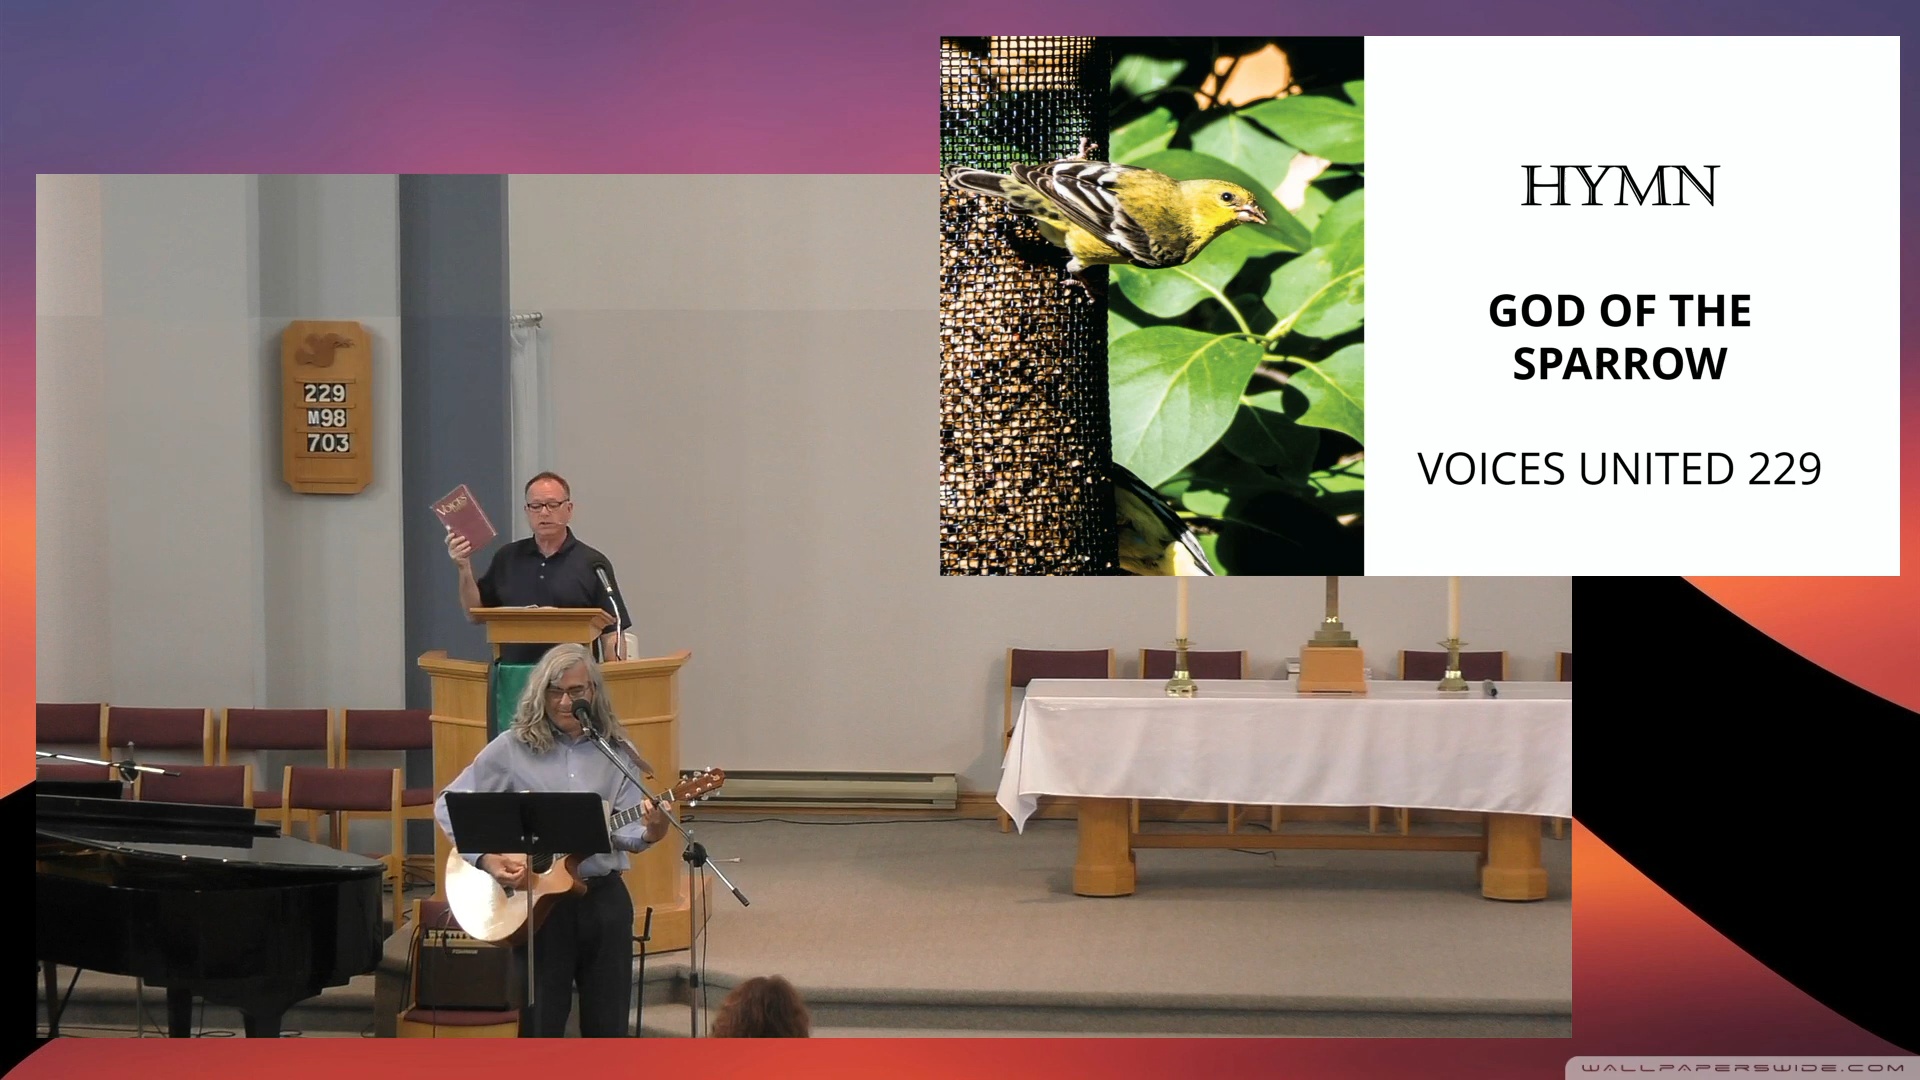 HYMN
GOD OF THE
SPARROW
VOICES UNITED 229
229
M98
703
VOICES
WALLPAPERSWIDE.COM